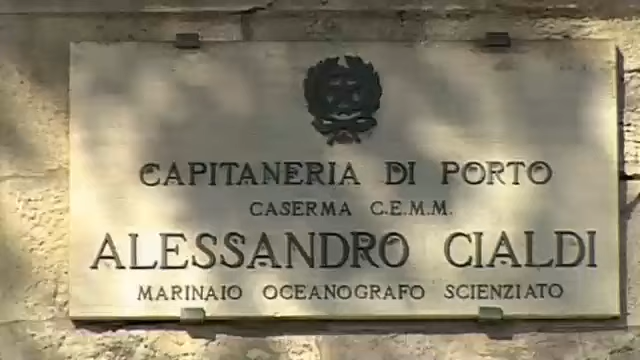 CAPITANERIA DI PORTO
CASERMA C.E.M.M.
ALESSANDRO CIALDI
MARINAIO OCEANOGRAFO SCIENZIATO